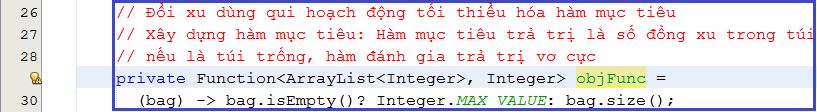 26 // Đổi xu dùng qui hoạch động tối thiểu hóa hàm mục tiêu
27 // Xây dựng hàm mục tiêu: Hàm mục tiêu trả trị là số đồng xu trong túi
28 // nếu là túi trống, hàm đánh gia trả trị vơ cực
private Function<ArrayList<Integer>, Integer> objFunc =
30 (bag) -> bag.isEmpty()? Integer.MAX_VALUE: bag.size();